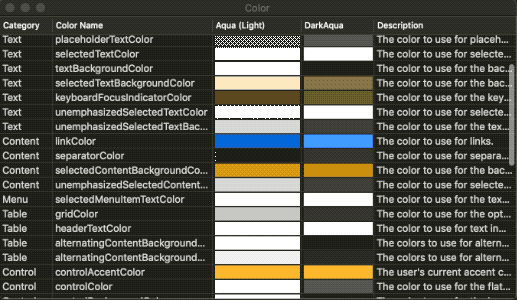 Color
Category Color Name Aqua (Light) DarkAqua Description
Text placeholderTextColor The color to use for placeh...
Text selectedTextColor The color to use for selecte...
Text textBackgroundColor The color to use for the bac...
Text selectedTextBackgroundColor The color to use for the bac...
Text keyboardFocusIndicatorColor The color to use for the key...
Text unemphasizedSelectedTextColor The color to use for selecte...
Text unemphasizedSelectedTextBac... The color to use for the tex...
Content linkColor The color to use for links.
Content separatorColor The color to use for separa...
Content selectedContentBackgroundCo... The color to use for the bac...
Content unemphasizedSelectedContent... The color to use for selecte...
Menu selectedMenuItemTextColor The color to use for the tex...
Table gridColor The color to use for the opt...
Table headerTextColor The color to use for text in...
Table alternatingContentBackground... The colors to use for altern...
Table alternatingContentBackground... The colors to use for altern...
Control controlAccentColor The user's current accent c...
Control controlColor The color to use for the flat...